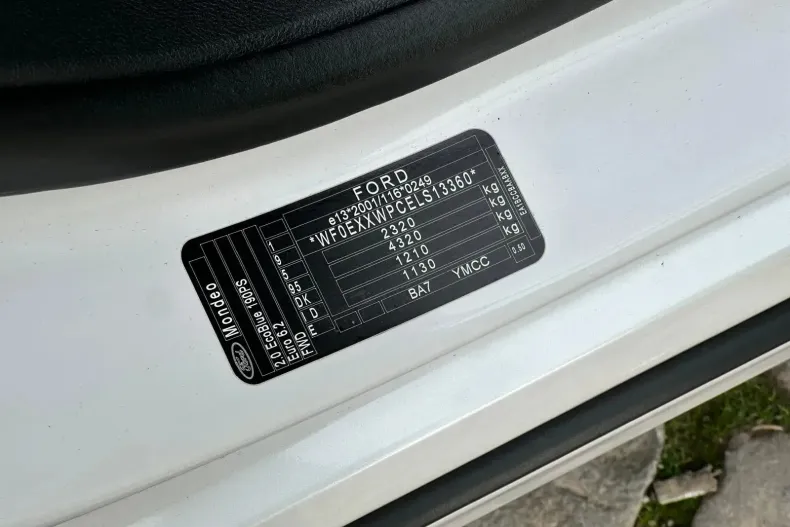 FORD
e13*2001/116*0249
*WF0EXXWPCELS13360*
2320 kg
4320 kg
1210 kg
1130
0.50
BA7 YMCC
1
9
5
95
DK
I D
E
Mondeo
2.0 EcoBlue 190PS
Euro 6.2
FWD
Ford